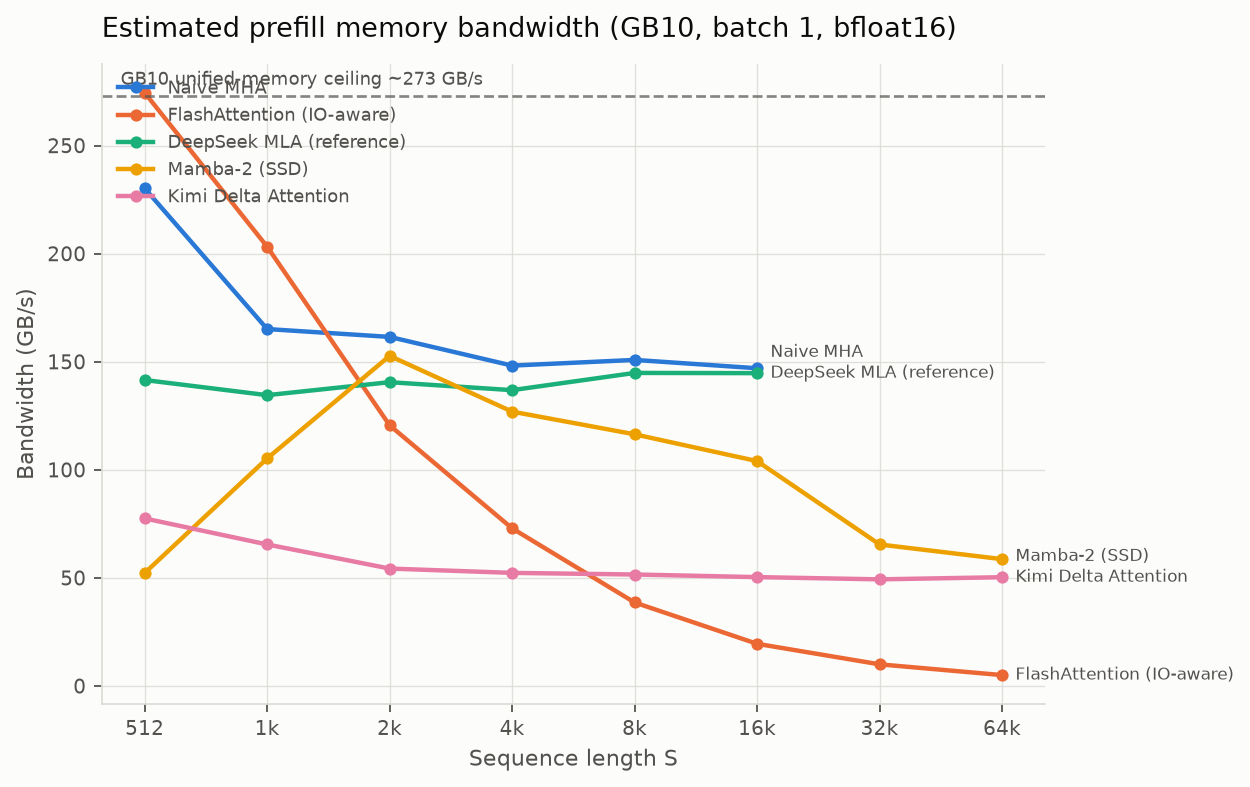 Estimated prefill memory bandwidth (GB10, batch 1, bfloat16)
GB10 unified-memory ceiling ~273 GB/s
Naive MHA
FlashAttention (IO-aware)
DeepSeek MLA (reference)
Mamba-2 (SSD)
Kimi Delta Attention
250
200
150
100
50
0
Bandwidth (GB/s)
Naive MHA
DeepSeek MLA (reference)
Mamba-2 (SSD)
Kimi Delta Attention
FlashAttention (IO-aware)
512 1k 2k 4k 8k 16k 32k 64k
Sequence length S